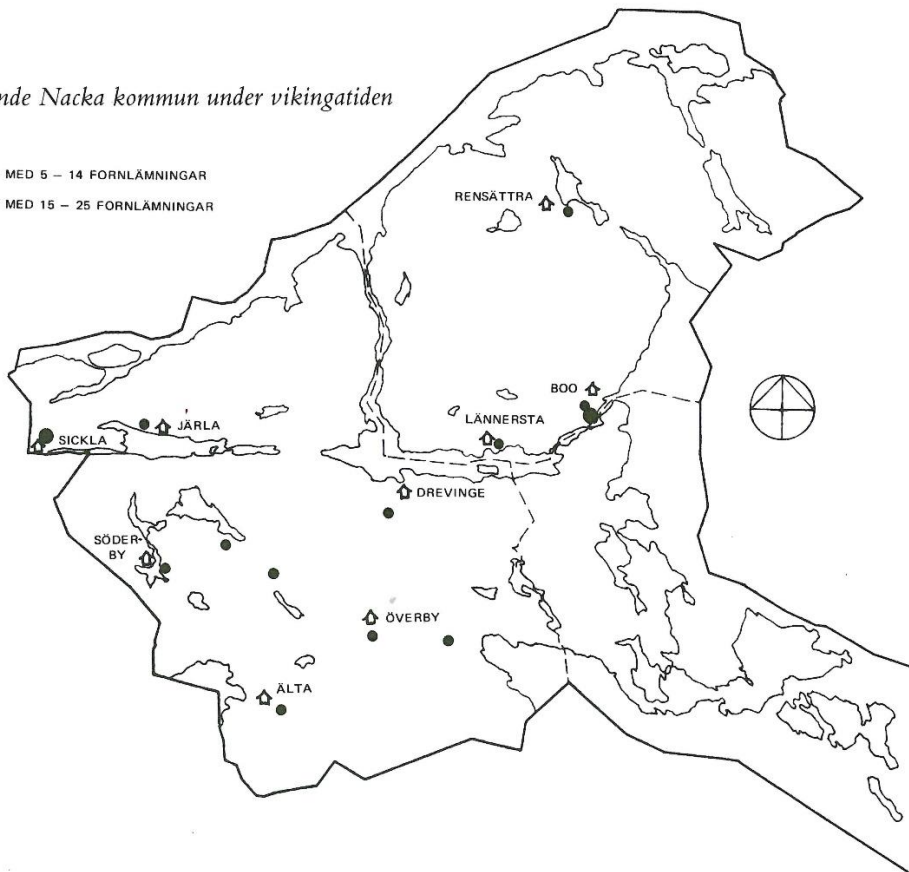 nde Nacka kommun under vikingatiden
MED 5 – 14 FORNLÄMNINGAR
MED 15 – 25 FORNLÄMNINGAR
RENSÄTTRA
BOO
JÄRLA
LÄNNERSTA
SICKLA
DREVINGE
SÖDER-
BY
ÖVERBY
ÄLTA